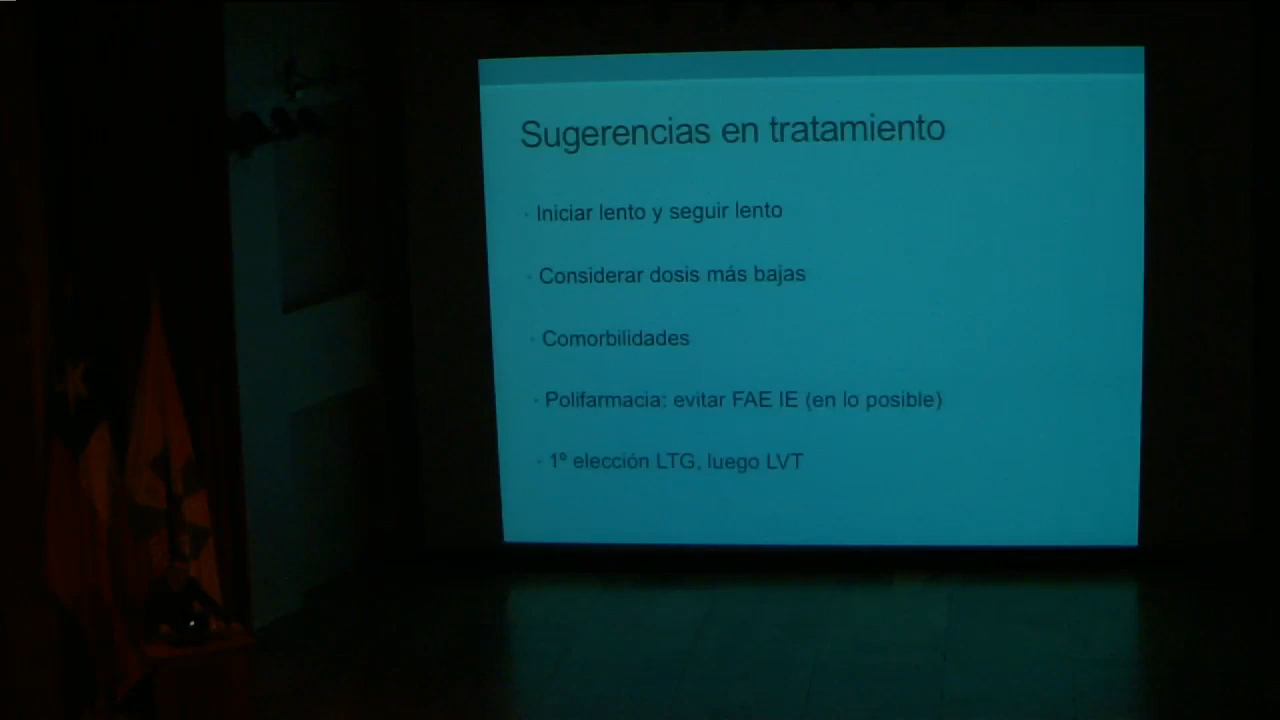 Sugerencias en tratamiento
· Iniciar lento y seguir lento
· Considerar dosis más bajas
· Comorbilidades
· Polifarmacia: evitar FAE IE (en lo posible)
· 1º elección LTG, luego LVT